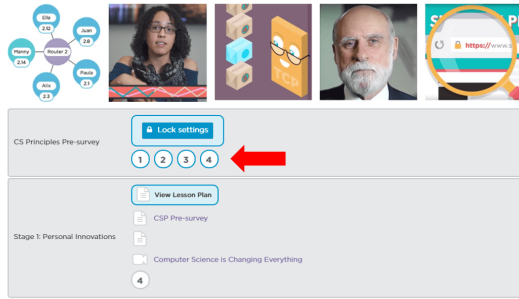 Elle
2.12
Juan
2.8
Manny
2.14
Router 2
Paula
2.1
Alix
2.3
TCP
https://www.s
CS Principles Pre-survey
Lock settings
1 2 3 4
View Lesson Plan
CSP Pre-survey
Stage 1: Personal Innovations
Computer Science is Changing Everything
4